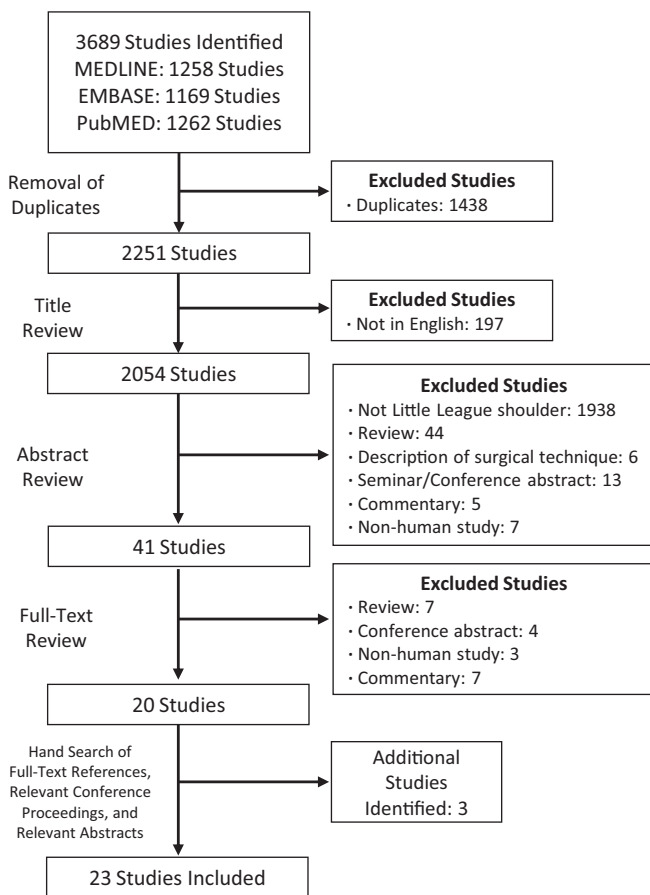 3689 Studies Identified
MEDLINE: 1258 Studies
EMBASE: 1169 Studies
PubMED: 1262 Studies
Removal of
Duplicates
Excluded Studies
· Duplicates: 1438
2251 Studies
Title
Review
Excluded Studies
· Not in English: 197
2054 Studies
Abstract
Review
Excluded Studies
· Not Little League shoulder: 1938
· Review: 44
· Description of surgical technique: 6
· Seminar/Conference abstract: 13
· Commentary: 5
· Non-human study: 7
41 Studies
Full-Text
Review
Excluded Studies
· Review: 7
· Conference abstract: 4
· Non-human study: 3
· Commentary: 7
20 Studies
Hand Search of
Full-Text References,
Relevant Conference
Proceedings, and
Relevant Abstracts
Additional
Studies
Identified: 3
23 Studies Included